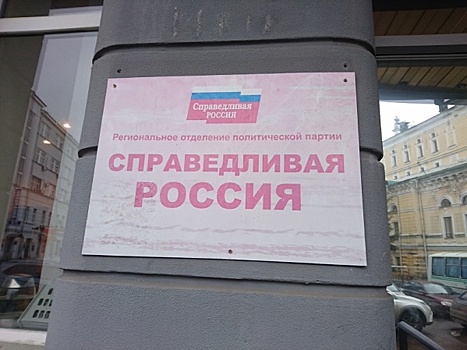 Справедливая
РОССИЯ
Региональное отделение политической партии
СПРАВЕДЛИВАЯ
РОССИЯ